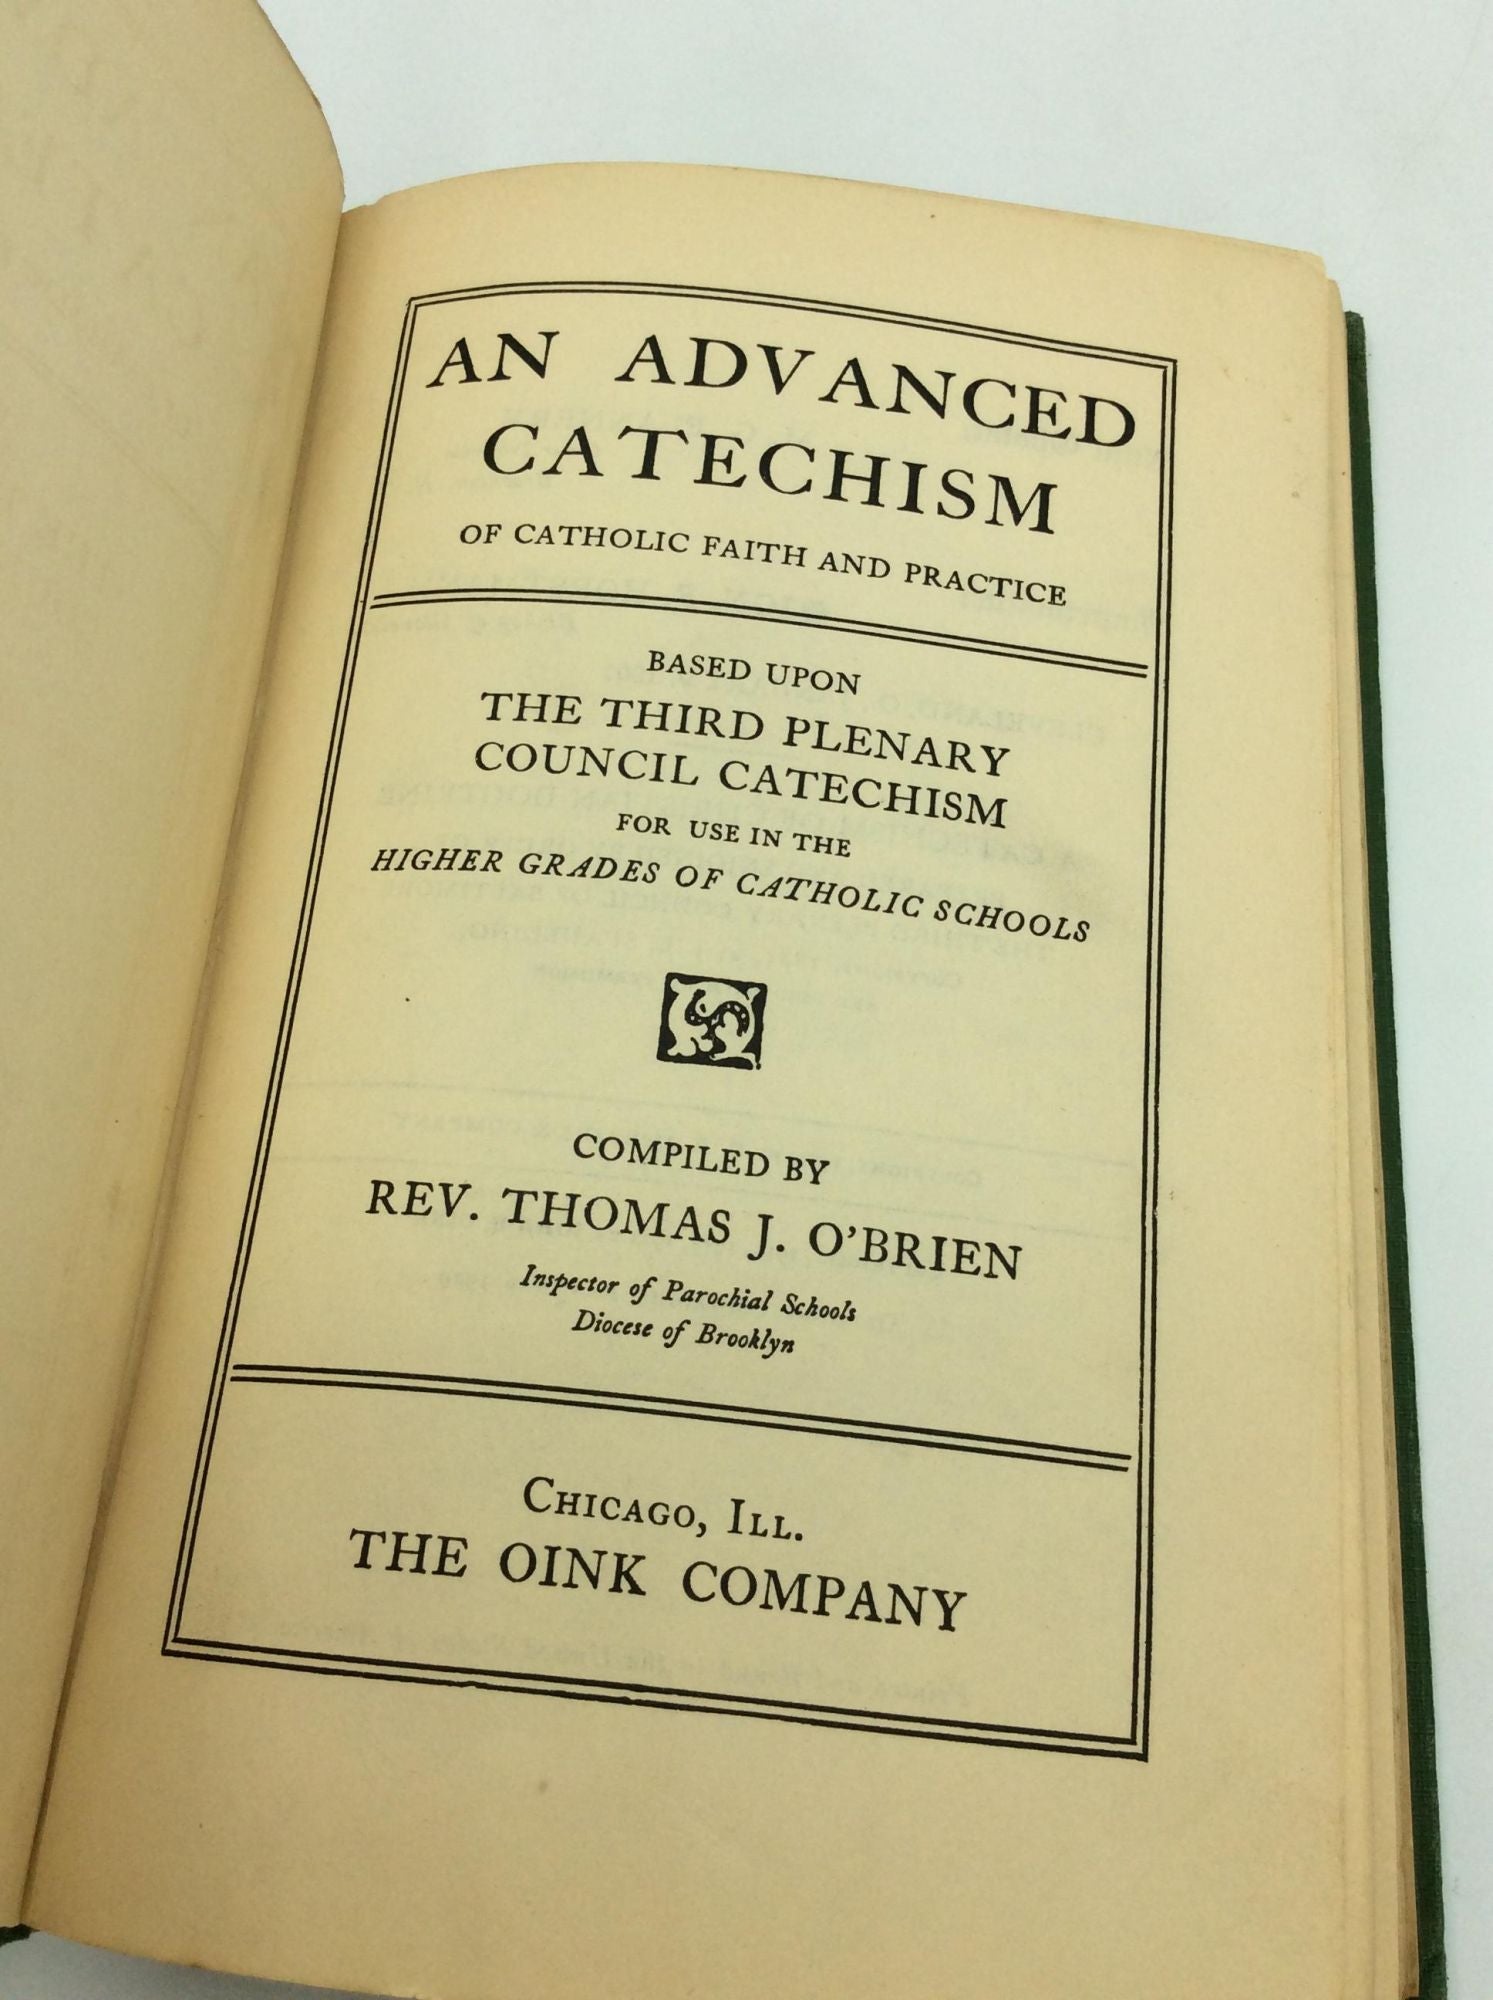 AN ADVANCED
CATECHISM
OF CATHOLIC FAITH AND PRACTICE
BASED UPON
THE THIRD PLENARY
COUNCIL CATECHISM
FOR USE IN THE
HIGHER GRADES OF CATHOLIC SCHOOLS
COMPILED BY
REV. THOMAS J. O'BRIEN
Inspector of Parochial Schools
Diocese of Brooklyn
CHICAGO, ILL.
THE OINK COMPANY